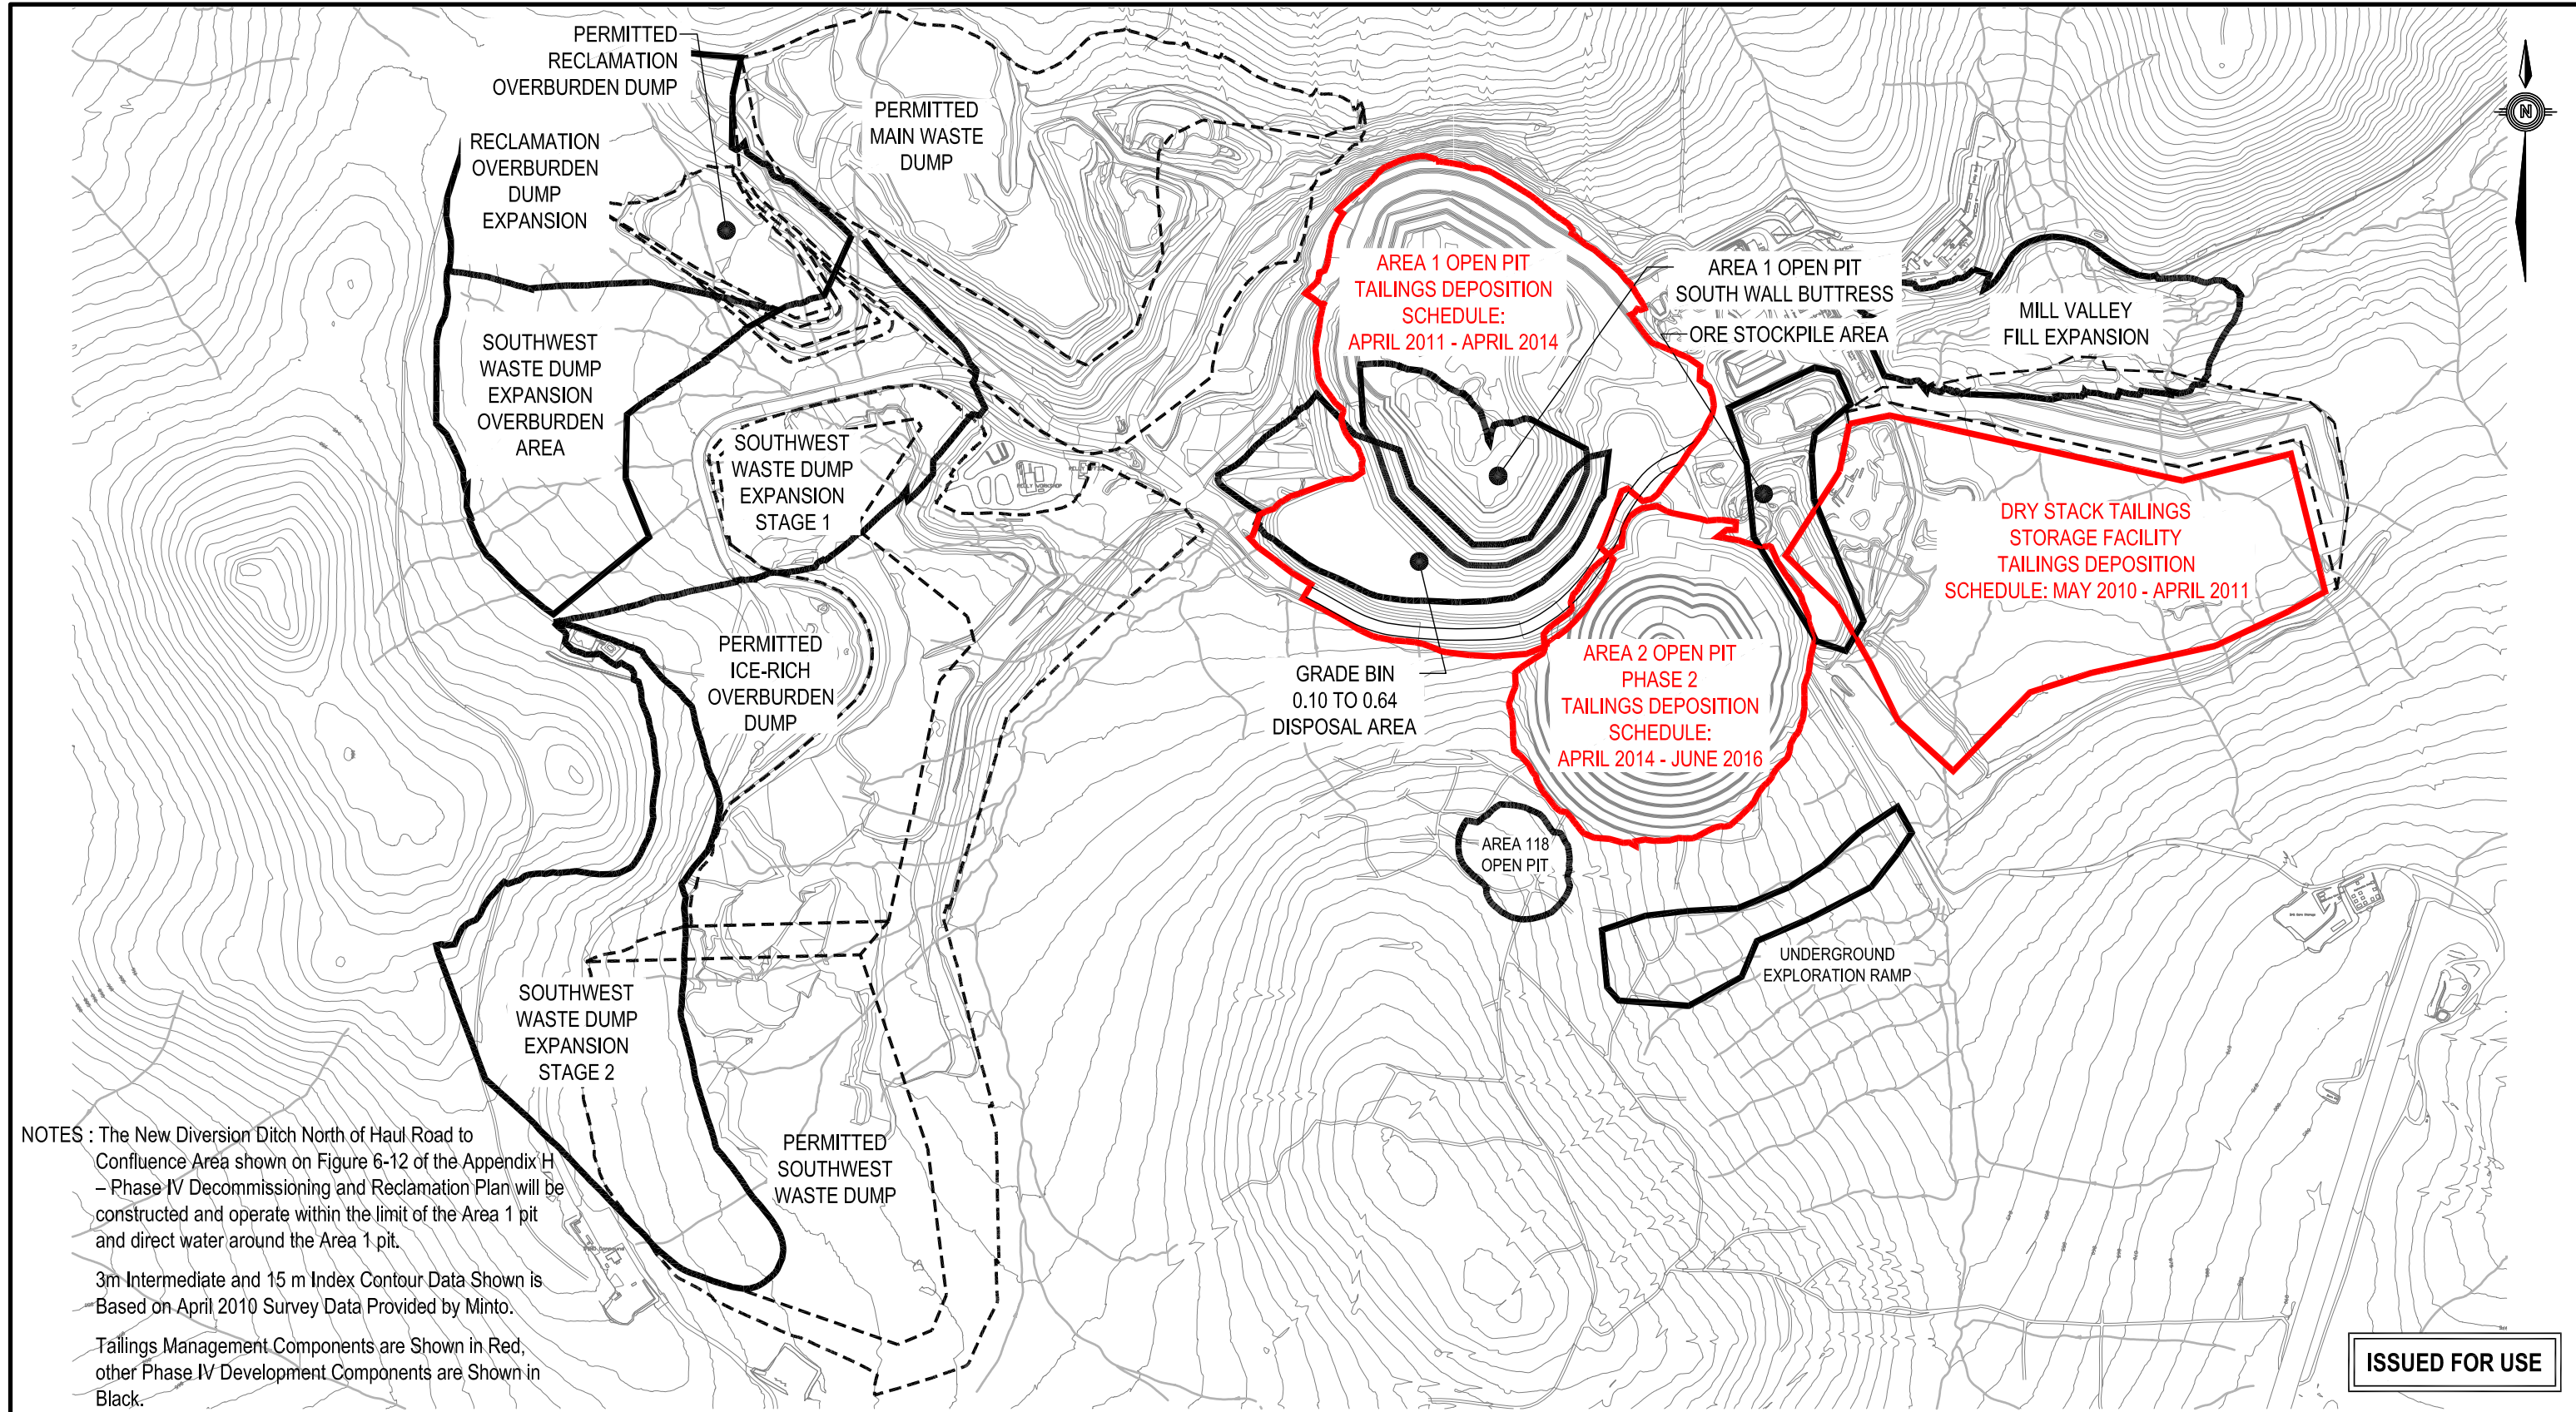 PERMITTED
RECLAMATION
OVERBURDEN DUMP
RECLAMATION
OVERBURDEN
DUMP
EXPANSION
PERMITTED
MAIN WASTE
DUMP
N
SOUTHWEST
WASTE DUMP
EXPANSION
OVERBURDEN
AREA
SOUTHWEST
WASTE DUMP
EXPANSION
STAGE 1
AREA 1 OPEN PIT
TAILINGS DEPOSITION
SCHEDULE:
APRIL 2011 - APRIL 2014
AREA 1 OPEN PIT
SOUTH WALL BUTTRESS
ORE STOCKPILE AREA
MILL VALLEY
FILL EXPANSION
DRY STACK TAILINGS
STORAGE FACILITY
TAILINGS DEPOSITION
SCHEDULE: MAY 2010 - APRIL 2011
PERMITTED
ICE-RICH
OVERBURDEN
DUMP
GRADE BIN
0.10 TO 0.64
DISPOSAL AREA
AREA 2 OPEN PIT
PHASE 2
TAILINGS DEPOSITION
SCHEDULE:
APRIL 2014 - JUNE 2016
AREA 118
OPEN PIT
UNDERGROUND
EXPLORATION RAMP
SOUTHWEST
WASTE DUMP
EXPANSION
STAGE 2
PERMITTED
SOUTHWEST
WASTE DUMP
NOTES : The New Diversion Ditch North of Haul Road to
Confluence Area shown on Figure 6-12 of the Appendix H
– Phase IV Decommissioning and Reclamation Plan will be
constructed and operate within the limit of the Area 1 pit
and direct water around the Area 1 pit.
3m Intermediate and 15 m Index Contour Data Shown is
Based on April 2010 Survey Data Provided by Minto.
Tailings Management Components are Shown in Red,
other Phase IV Development Components are Shown in
Black.
ISSUED FOR USE